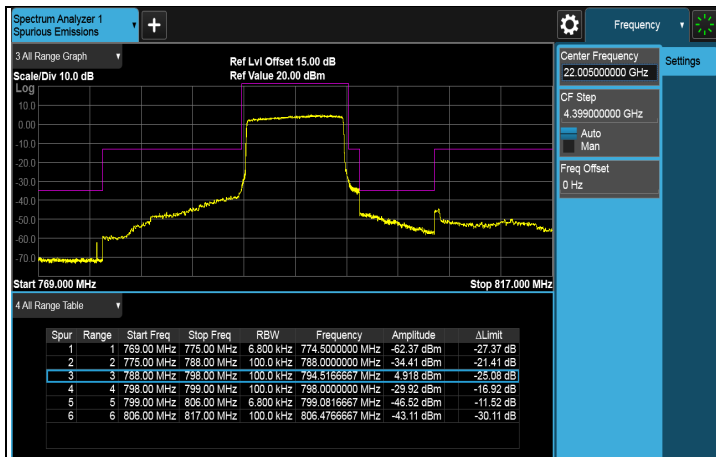 Spectrum Analyzer 1
Spurious Emissions
+
Frequency
3 All Range Graph
Ref Lvl Offset 15.00 dB
Scale/Div 10.0 dB
Ref Value 20.00 dBm
Log
10.0
0.00
-10.0
-20.0
-30.0
-40.0
-50.0
-60.0
-70.0
Start 769.000 MHz
Stop 817.000 MHz
Center Frequency
22.005000000 GHz
Settings
CF Step
4.399000000 GHz
Auto
Man
Freq Offset
0 Hz
4 All Range Table
Spur Range Start Freq Stop Freq RBW Frequency Amplitude ΔLimit
1 1 769.00 MHz 775.00 MHz 6.800 kHz 774.5000000 MHz -62.37 dBm -27.37 dB
2 2 775.00 MHz 788.00 MHz 100.0 kHz 788.0000000 MHz -34.41 dBm -21.41 dB
3 3 788.00 MHz 798.00 MHz 100.0 kHz 794.5166667 MHz 4.918 dBm -25.08 dB
4 4 798.00 MHz 799.00 MHz 100.0 kHz 798.0000000 MHz -29.92 dBm -16.92 dB
5 5 799.00 MHz 806.00 MHz 6.800 kHz 799.0816667 MHz -46.52 dBm -11.52 dB
6 6 806.00 MHz 817.00 MHz 100.0 kHz 806.4766667 MHz -43.11 dBm -30.11 dB